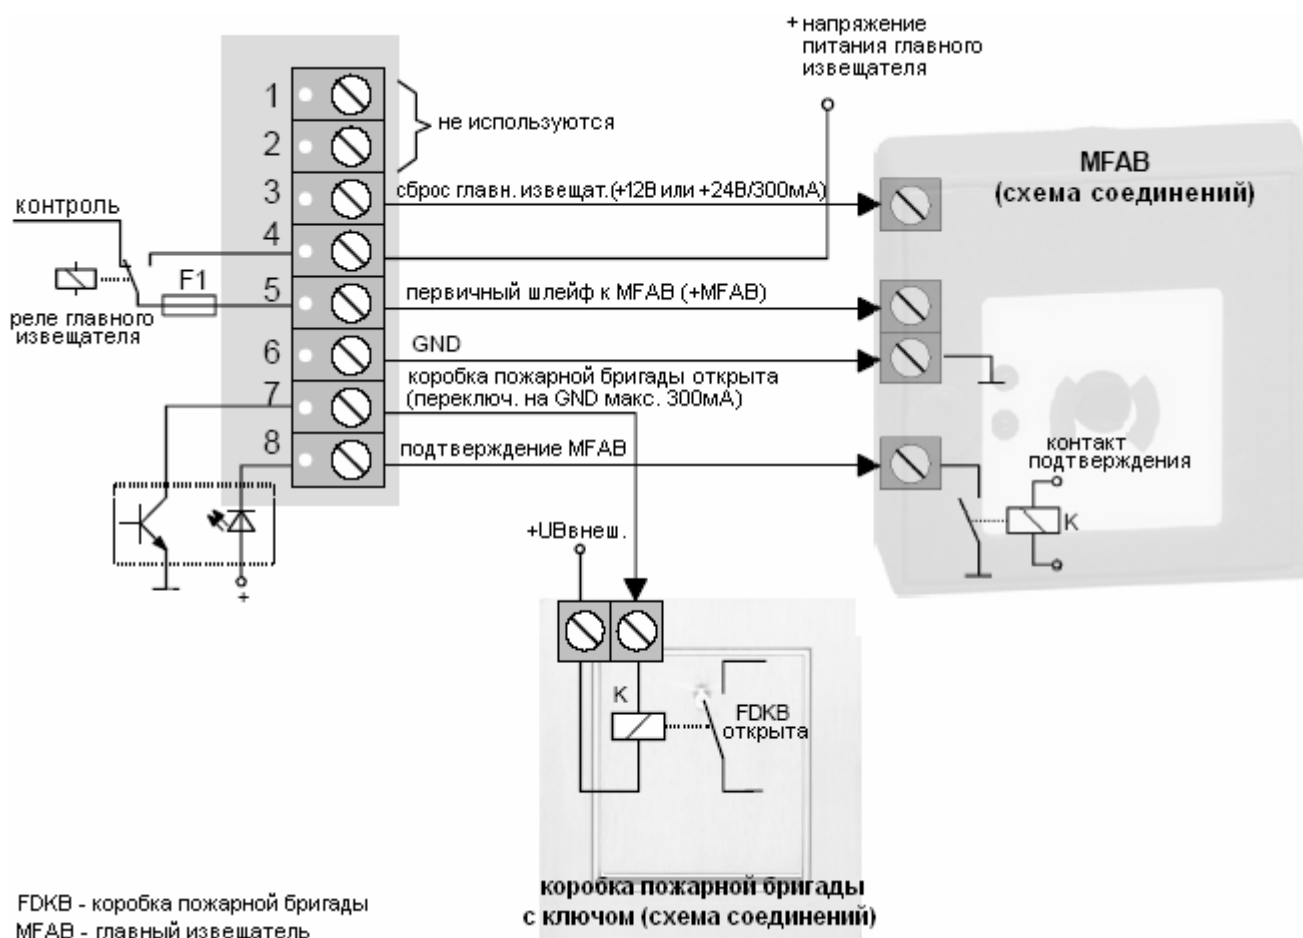 + напряжение
питания главного
извещателя
1
2
не используются
MFAB
(схема соединений)
3
сброс главн. извещат.(+12В или +24В/300мА)
контроль
4
F1
5
первичный шлейф к MFAB (+MFAB)
реле главного
извещателя
6
GND
коробка пожарной бригады открыта
7
(переключ. на GND макс. 300мА)
8
подтверждение MFAB
контакт
подтверждения
K
+UВвнеш.
+
K
FDKB
открыта
коробка пожарной бригады
с ключом (схема соединений)
FDKB - коробка пожарной бригады
MFAB - главный извещатель